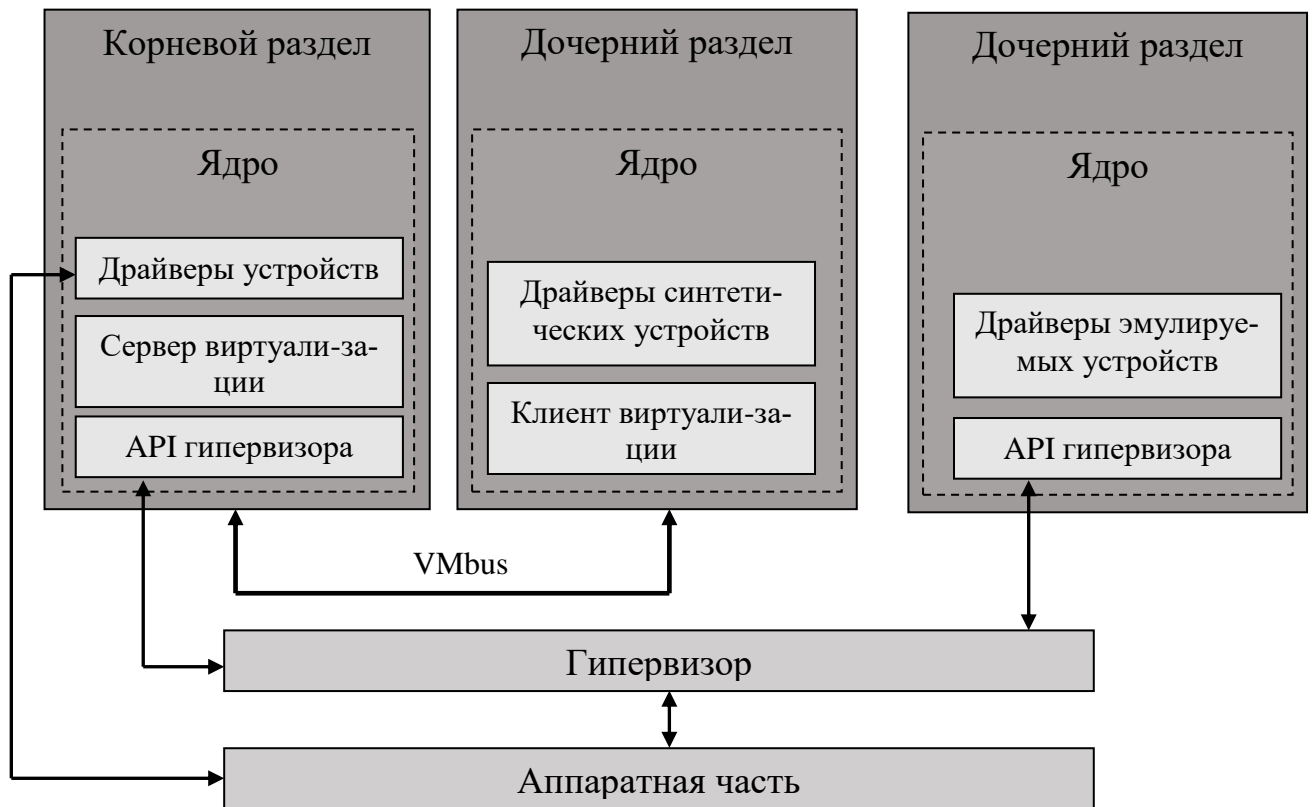 Корневой раздел
Ядро
Драйверы устройств
Сервер виртуали-за-
ции
API гипервизора
Дочерний раздел
Ядро
Драйверы синтети-
ческих устройств
Клиент виртуали-за-
ции
Дочерний раздел
Ядро
Драйверы эмулируе-
мых устройств
API гипервизора
VMbus
Гипервизор
Аппаратная часть